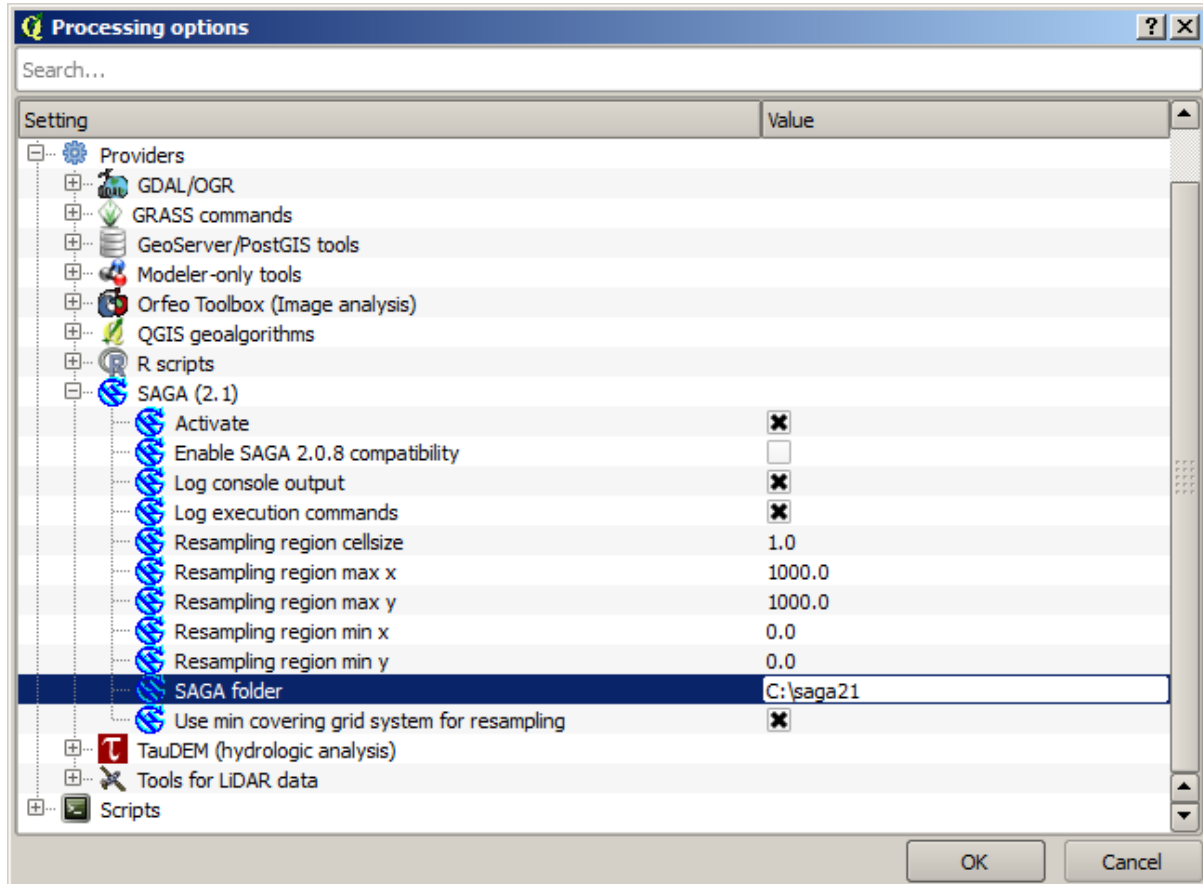 Processing options
Search...
Setting Value
Providers
GDAL/OGR
GRASS commands
GeoServer/PostGIS tools
Modeler-only tools
Orfeo Toolbox (Image analysis)
QGIS geoalgorithms
R scripts
SAGA (2.1)
Activate
Enable SAGA 2.0.8 compatibility
Log console output
Log execution commands
Resampling region cellsize 1.0
Resampling region max x 1000.0
Resampling region max y 1000.0
Resampling region min x 0.0
Resampling region min y 0.0
SAGA folder C:\saga21
Use min covering grid system for resampling
TauDEM (hydrologic analysis)
Tools for LiDAR data
Scripts
OK Cancel